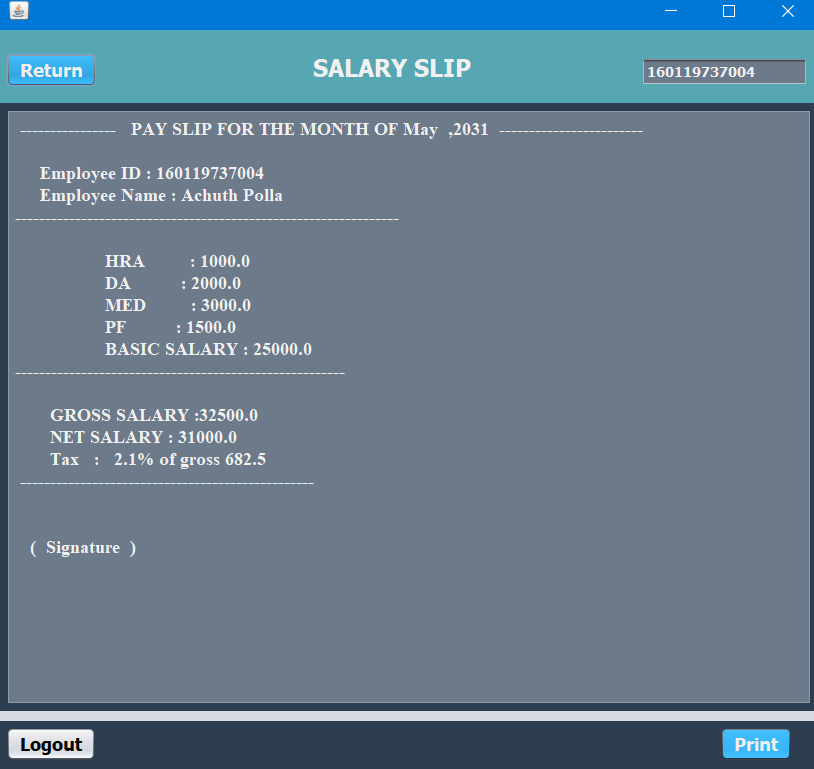 Return SALARY SLIP 160119737004
---------------- PAY SLIP FOR THE MONTH OF May ,2031 ------------------------
Employee ID : 160119737004
Employee Name : Achuth Polla
----------------------------------------------------------------
HRA : 1000.0
DA : 2000.0
MED : 3000.0
PF : 1500.0
BASIC SALARY : 25000.0
-------------------------------------------------------
GROSS SALARY :32500.0
NET SALARY : 31000.0
Tax : 2.1% of gross 682.5
-------------------------------------------------
( Signature )
Logout Print